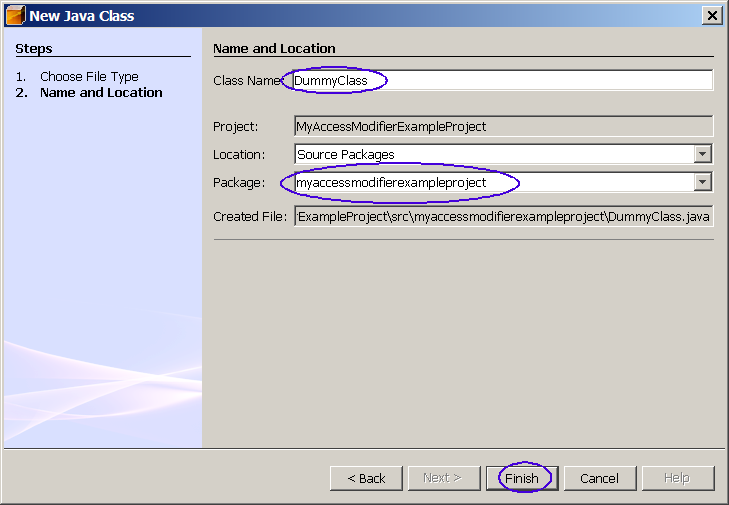 New Java Class
Steps
1. Choose File Type
2. Name and Location
Name and Location
Class Name: DummyClass
Project: MyAccessModifierExampleProject
Location: Source Packages
Package: myaccessmodifierexampleproject
Created File: ExampleProject\src\myaccessmodifierexampleproject\DummyClass.java
< Back Next > Finish Cancel Help